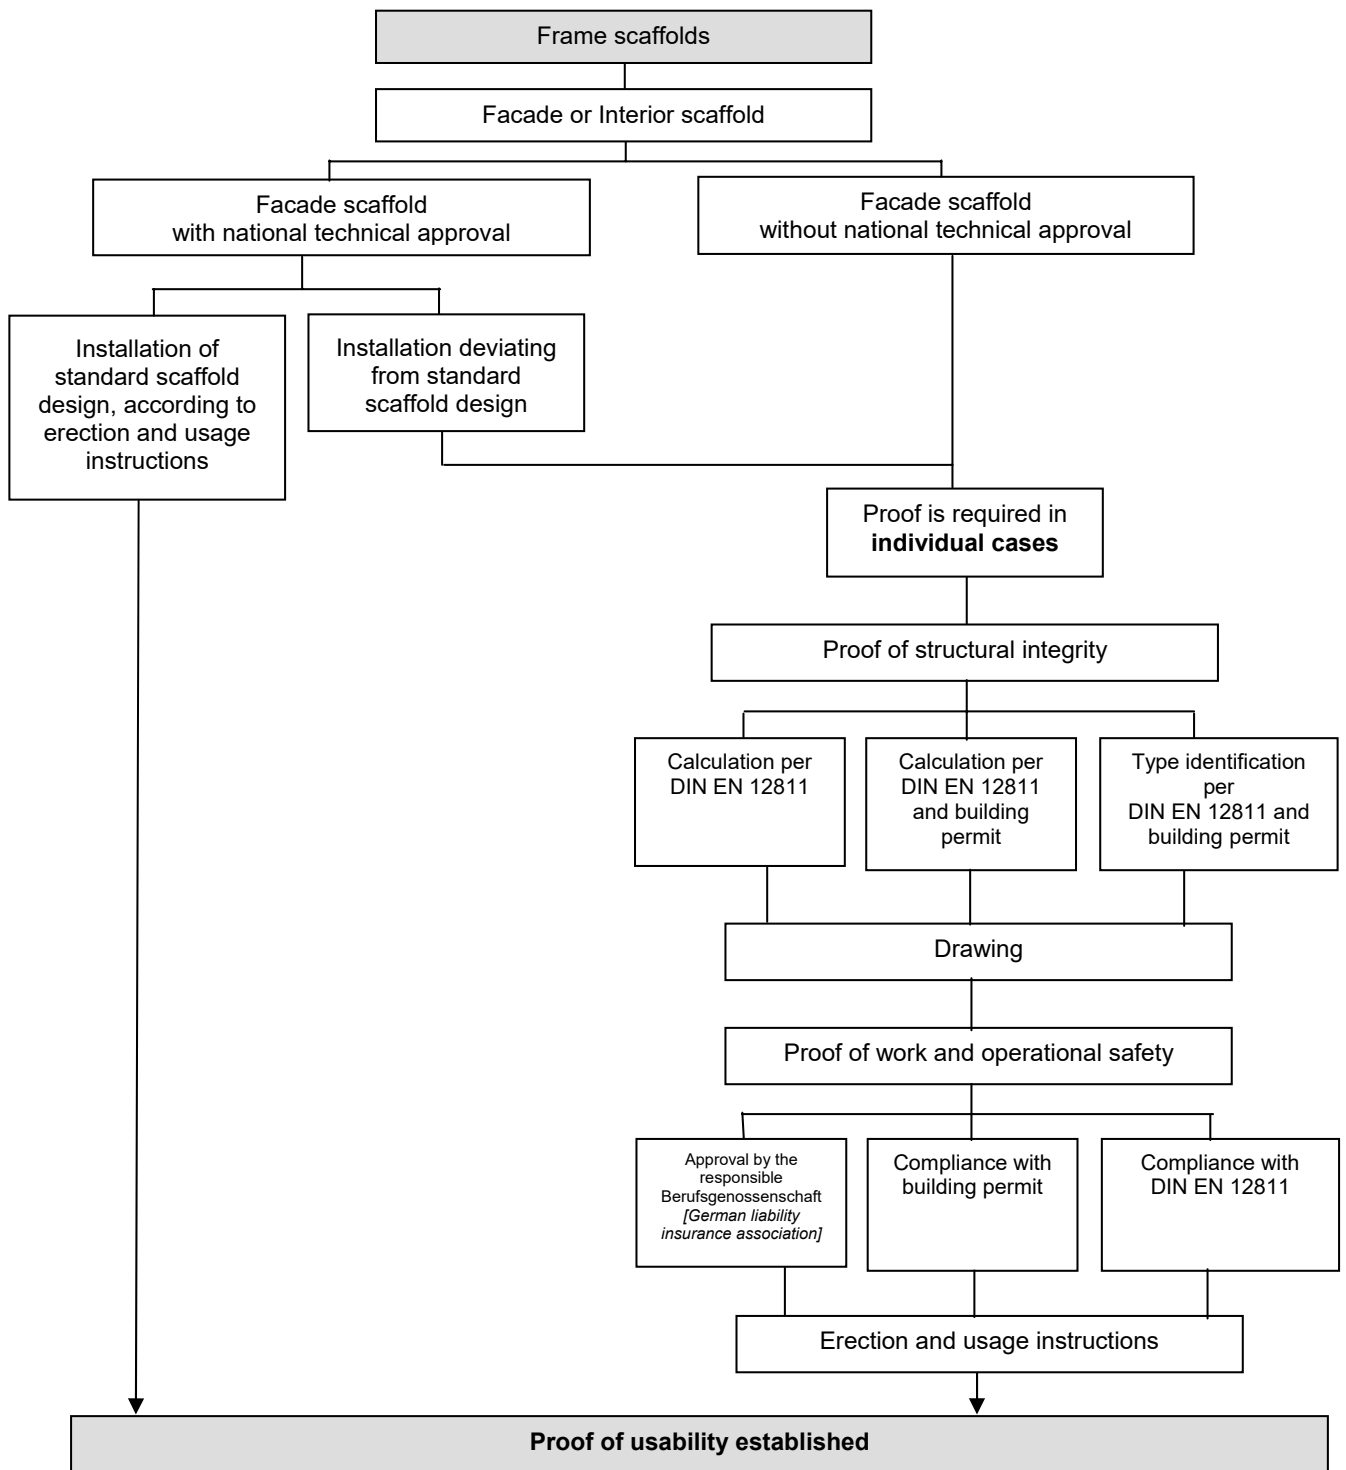 Frame scaffolds
Facade or Interior scaffold
Facade scaffold
with national technical approval
Facade scaffold
without national technical approval
Installation of
standard scaffold
design, according to
erection and usage
instructions
Installation deviating
from standard
scaffold design
Proof is required in
individual cases
Proof of structural integrity
Calculation per
DIN EN 12811
Calculation per
DIN EN 12811
and building
permit
Type identification
per
DIN EN 12811 and
building permit
Drawing
Proof of work and operational safety
Approval by the
responsible
Berufsgenossenschaft
[German liability
insurance association]
Compliance with
building permit
Compliance with
DIN EN 12811
Erection and usage instructions
Proof of usability established